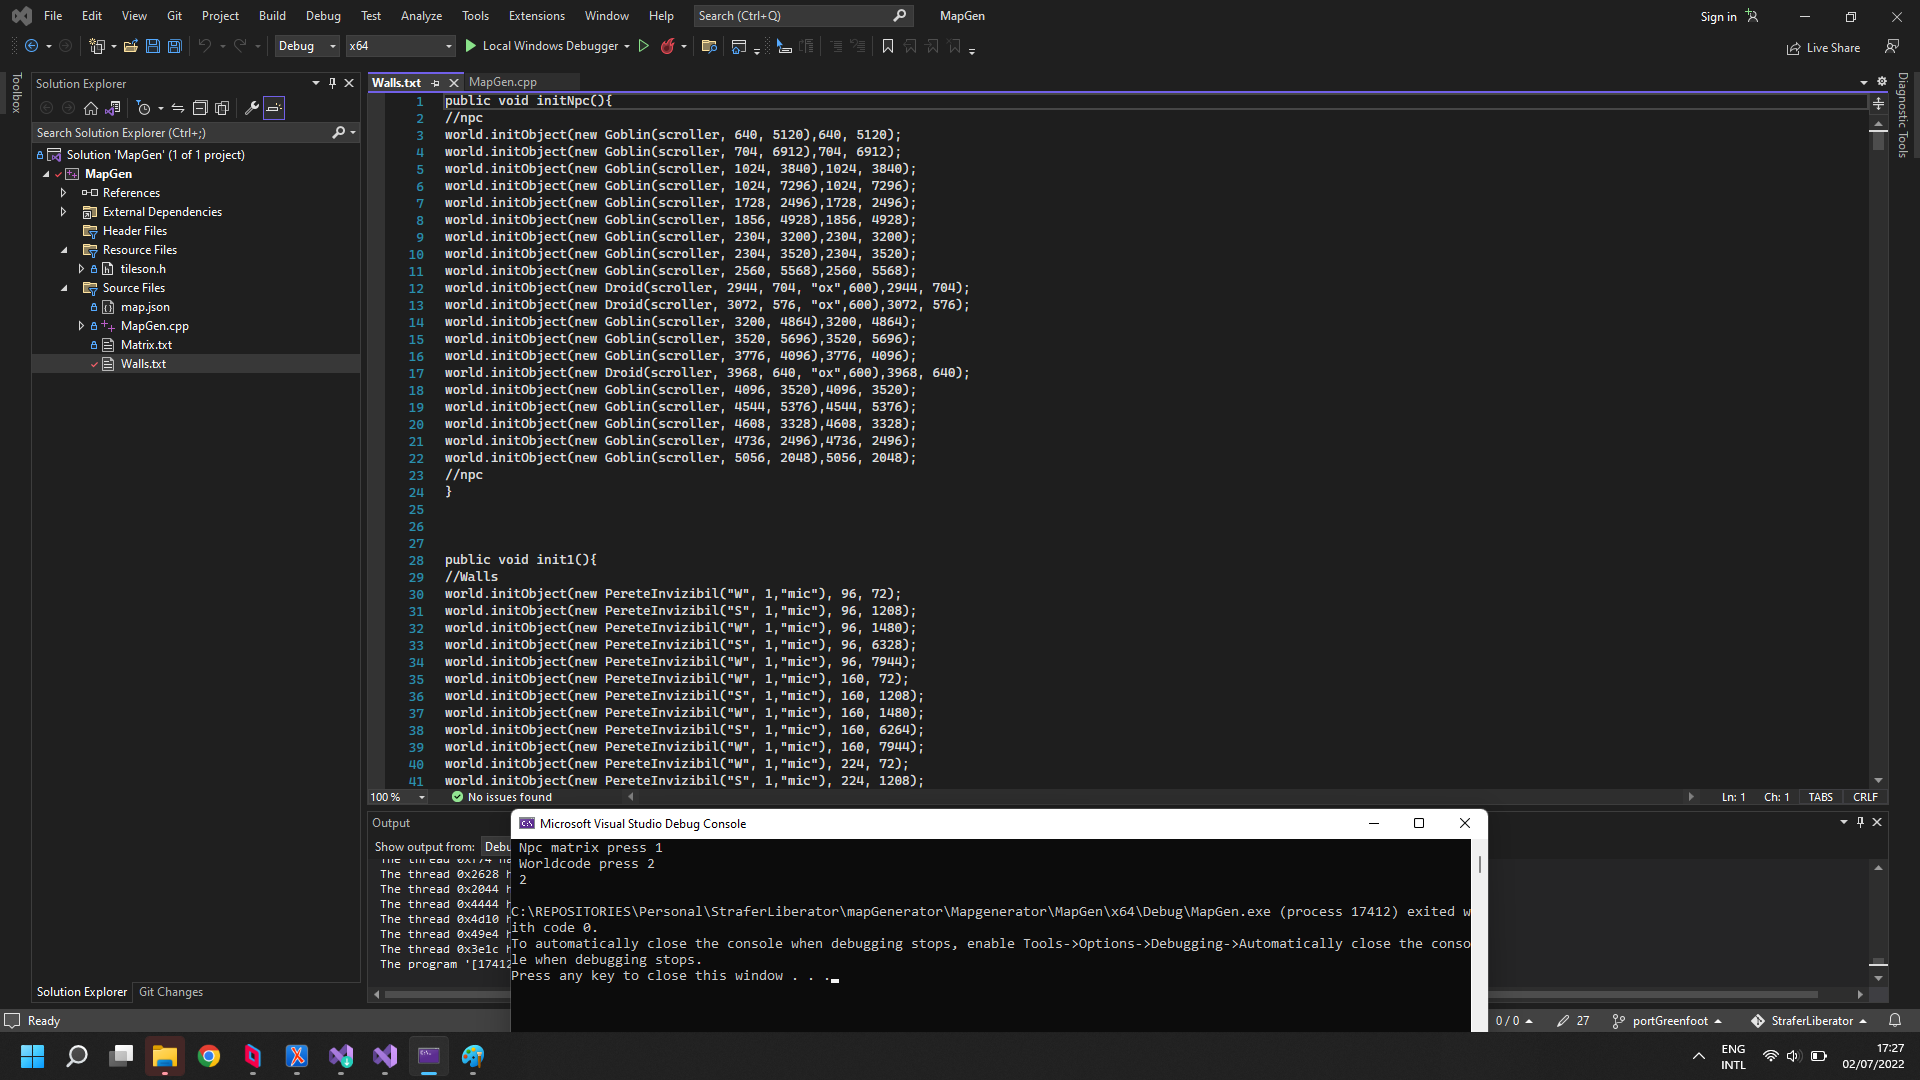 File Edit View Git Project Build Debug Test Analyze Tools Extensions Window Help Search (Ctrl+Q) MapGen Sign in
Debug x64 Local Windows Debugger Live Share
Toolbox
Solution Explorer
Search Solution Explorer (Ctrl+;)
Solution 'MapGen' (1 of 1 project)
MapGen
References
External Dependencies
Header Files
Resource Files
tileson.h
Source Files
map.json
MapGen.cpp
Matrix.txt
Walls.txt
Solution Explorer Git Changes
Walls.txt MapGen.cpp
1 public void initNpc(){
2 //npc
3 world.initObject(new Goblin(scroller, 640, 5120),640, 5120);
4 world.initObject(new Goblin(scroller, 704, 6912),704, 6912);
5 world.initObject(new Goblin(scroller, 1024, 3840),1024, 3840);
6 world.initObject(new Goblin(scroller, 1024, 7296),1024, 7296);
7 world.initObject(new Goblin(scroller, 1728, 2496),1728, 2496);
8 world.initObject(new Goblin(scroller, 1856, 4928),1856, 4928);
9 world.initObject(new Goblin(scroller, 2304, 3200),2304, 3200);
10 world.initObject(new Goblin(scroller, 2304, 3520),2304, 3520);
11 world.initObject(new Goblin(scroller, 2560, 5568),2560, 5568);
12 world.initObject(new Droid(scroller, 2944, 704, "ox",600),2944, 704);
13 world.initObject(new Droid(scroller, 3072, 576, "ox",600),3072, 576);
14 world.initObject(new Goblin(scroller, 3200, 4864),3200, 4864);
15 world.initObject(new Goblin(scroller, 3520, 5696),3520, 5696);
16 world.initObject(new Goblin(scroller, 3776, 4096),3776, 4096);
17 world.initObject(new Droid(scroller, 3968, 640, "ox",600),3968, 640);
18 world.initObject(new Goblin(scroller, 4096, 3520),4096, 3520);
19 world.initObject(new Goblin(scroller, 4544, 5376),4544, 5376);
20 world.initObject(new Goblin(scroller, 4608, 3328),4608, 3328);
21 world.initObject(new Goblin(scroller, 4736, 2496),4736, 2496);
22 world.initObject(new Goblin(scroller, 5056, 2048),5056, 2048);
23 //npc
24 }
25
26
27
28 public void init1(){
29 //Walls
30 world.initObject(new PereteInvizibil("W", 1,"mic"), 96, 72);
31 world.initObject(new PereteInvizibil("S", 1,"mic"), 96, 1208);
32 world.initObject(new PereteInvizibil("W", 1,"mic"), 96, 1480);
33 world.initObject(new PereteInvizibil("S", 1,"mic"), 96, 6328);
34 world.initObject(new PereteInvizibil("W", 1,"mic"), 96, 7944);
35 world.initObject(new PereteInvizibil("W", 1,"mic"), 160, 72);
36 world.initObject(new PereteInvizibil("S", 1,"mic"), 160, 1208);
37 world.initObject(new PereteInvizibil("W", 1,"mic"), 160, 1480);
38 world.initObject(new PereteInvizibil("S", 1,"mic"), 160, 6264);
39 world.initObject(new PereteInvizibil("W", 1,"mic"), 160, 7944);
40 world.initObject(new PereteInvizibil("W", 1,"mic"), 224, 72);
41 world.initObject(new PereteInvizibil("S", 1,"mic"), 224, 1208);
100 % No issues found Ln: 1 Ch: 1 TABS CRLF
Diagnostic Tools
Output
Show output from: Debu
The thread 0x2628 h
The thread 0x2044 h
The thread 0x4444 h
The thread 0x4d10 h
The thread 0x49e4 h
The thread 0x3e1c h
The program '[17412
Microsoft Visual Studio Debug Console
Npc matrix press 1
Worldcode press 2
2
C:\REPOSITORIES\Personal\StraferLiberator\mapGenerator\Mapgenerator\MapGen\x64\Debug\MapGen.exe (process 17412) exited w
ith code 0.
To automatically close the console when debugging stops, enable Tools->Options->Debugging->Automatically close the conso
le when debugging stops.
Press any key to close this window . . .
Ready 0 / 0 27 portGreenfoot StraferLiberator
ENG
INTL
17:27
02/07/2022